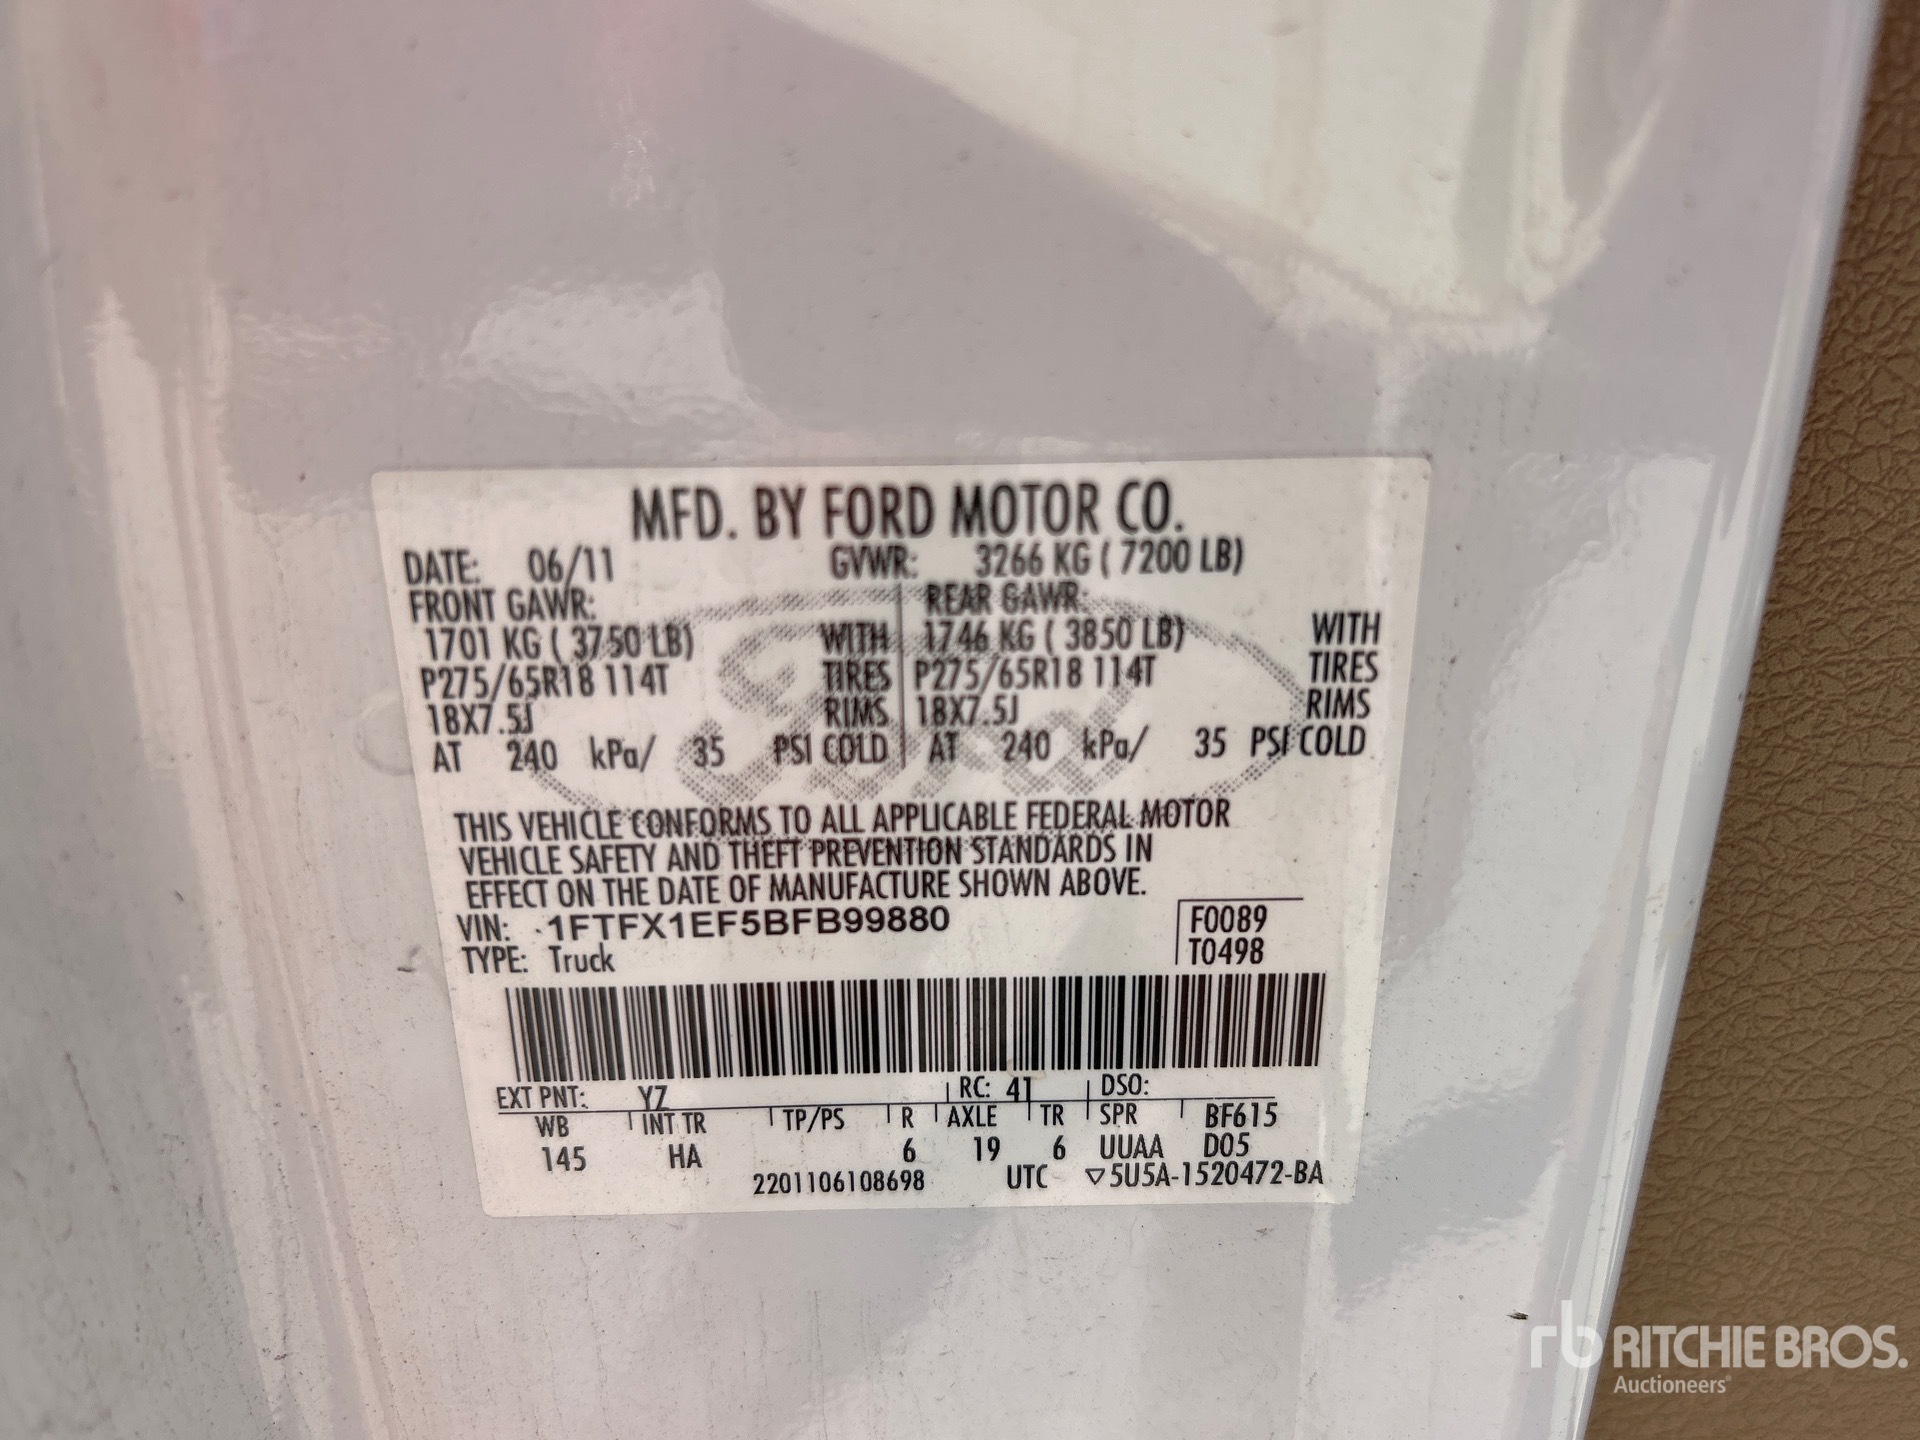 MFD. BY FORD MOTOR CO.
DATE: 06/11 GVWR: 3266 KG ( 7200 LB)
FRONT GAWR: REAR GAWR:
1701 KG ( 3750 LB) WITH 1746 KG ( 3850 LB) WITH
P275/65R18 114T TIRES P275/65R18 114T TIRES
18X7.5J RIMS 18X7.5J RIMS
AT 240 kPa/ 35 PSI COLD AT 240 kPa/ 35 PSI COLD
Ford
THIS VEHICLE CONFORMS TO ALL APPLICABLE FEDERAL MOTOR
VEHICLE SAFETY AND THEFT PREVENTION STANDARDS IN
EFFECT ON THE DATE OF MANUFACTURE SHOWN ABOVE.
VIN: 1FTFX1EF5BFB99880 F0089
TYPE: Truck T0498
EXT PNT: YZ RC: 41 DSO:
WB INT TR TP/PS R AXLE TR SPR BF615
145 HA 6 19 6 UUAA D05
2201106108698 UTC ▽5U5A-1520472-BA
rb RITCHIE BROS.
Auctioneers